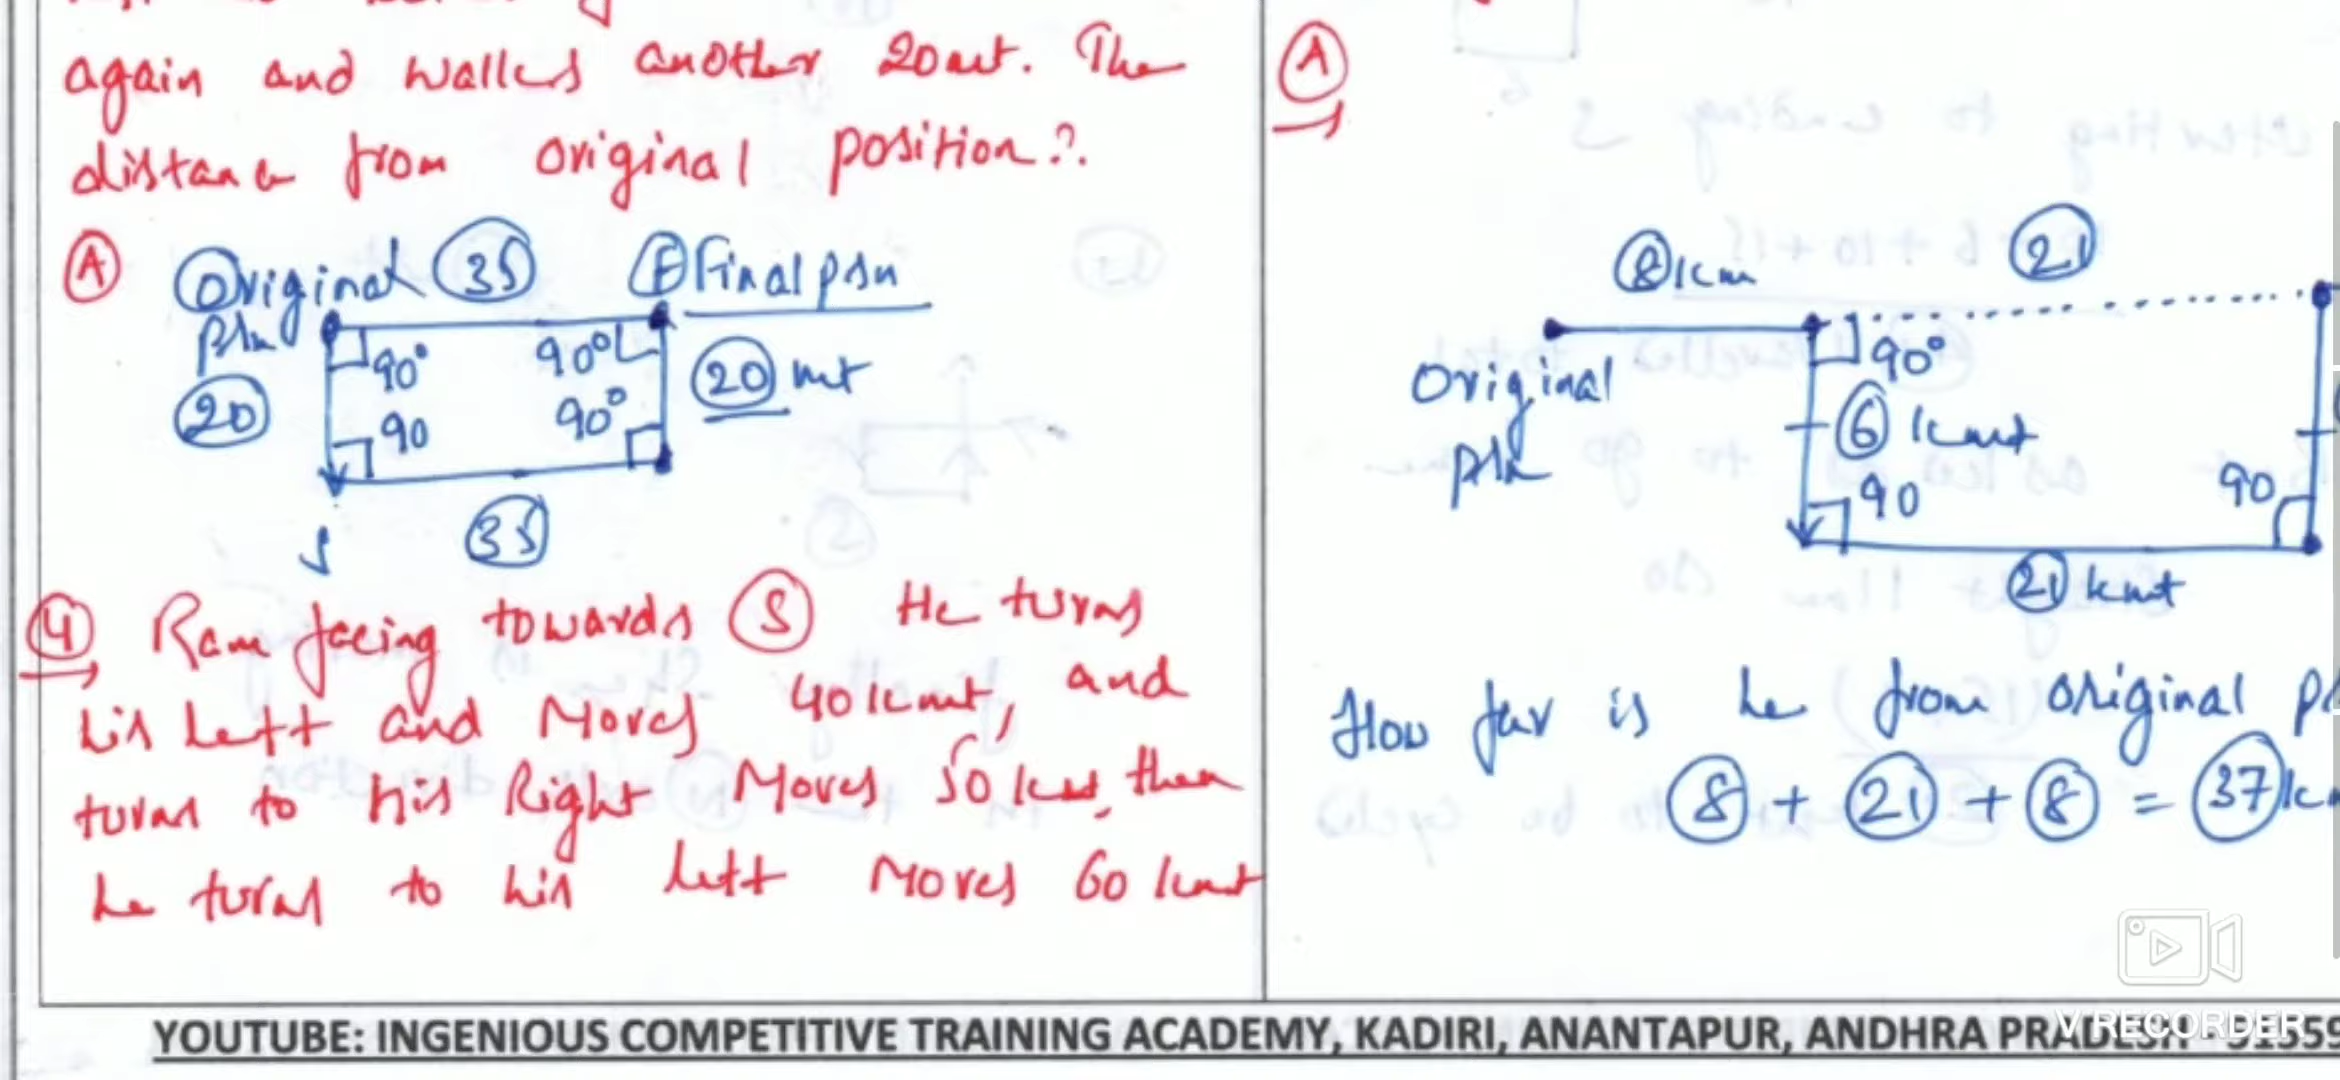 again and walks another 20mt. The
distance from original position?
A
Original
psn
35
F Final psn
90°
90°
20 mt
20
90
90°
35
S
4 Ram facing towards S He turns
his Left and Moves 40 kmt, and
turns to his Right Moves 50 kmt, then
he turns to his left Moves 60 kmt
A
8 km
21
Original
psn
90°
6 kmt
90
90
21 kmt
How far is he from original
8 + 21 + 8 = 37
V RECORDER
YOUTUBE: INGENIOUS COMPETITIVE TRAINING ACADEMY, KADIRI, ANANTAPUR, ANDHRA PRADESH